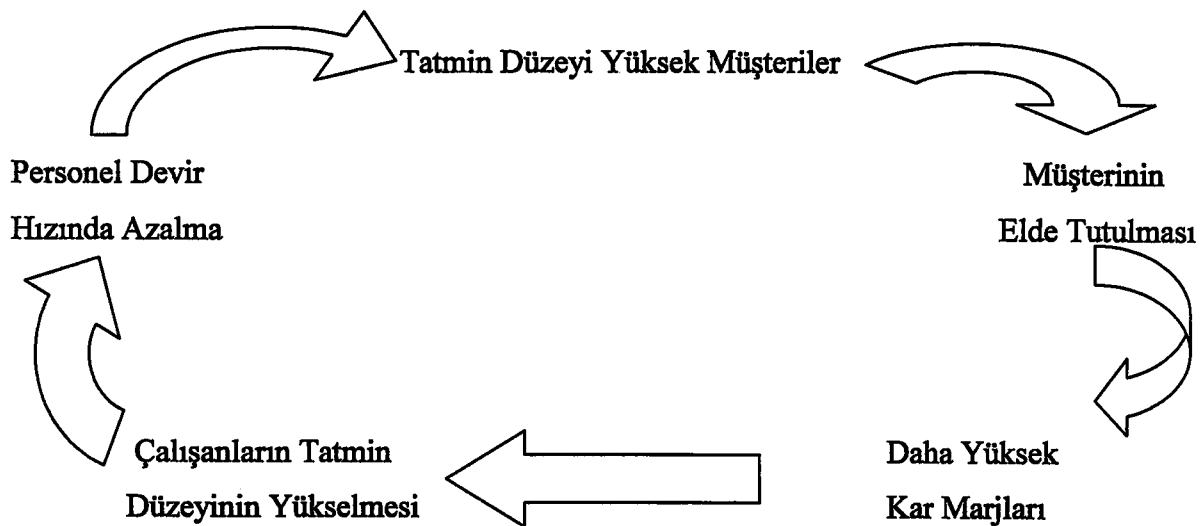 Tatmin Düzeyi Yüksek Müşteriler
Müşterinin
Elde Tutulması
Daha Yüksek
Kar Marjları
Çalışanların Tatmin
Düzeyinin Yükselmesi
Personel Devir
Hızında Azalma